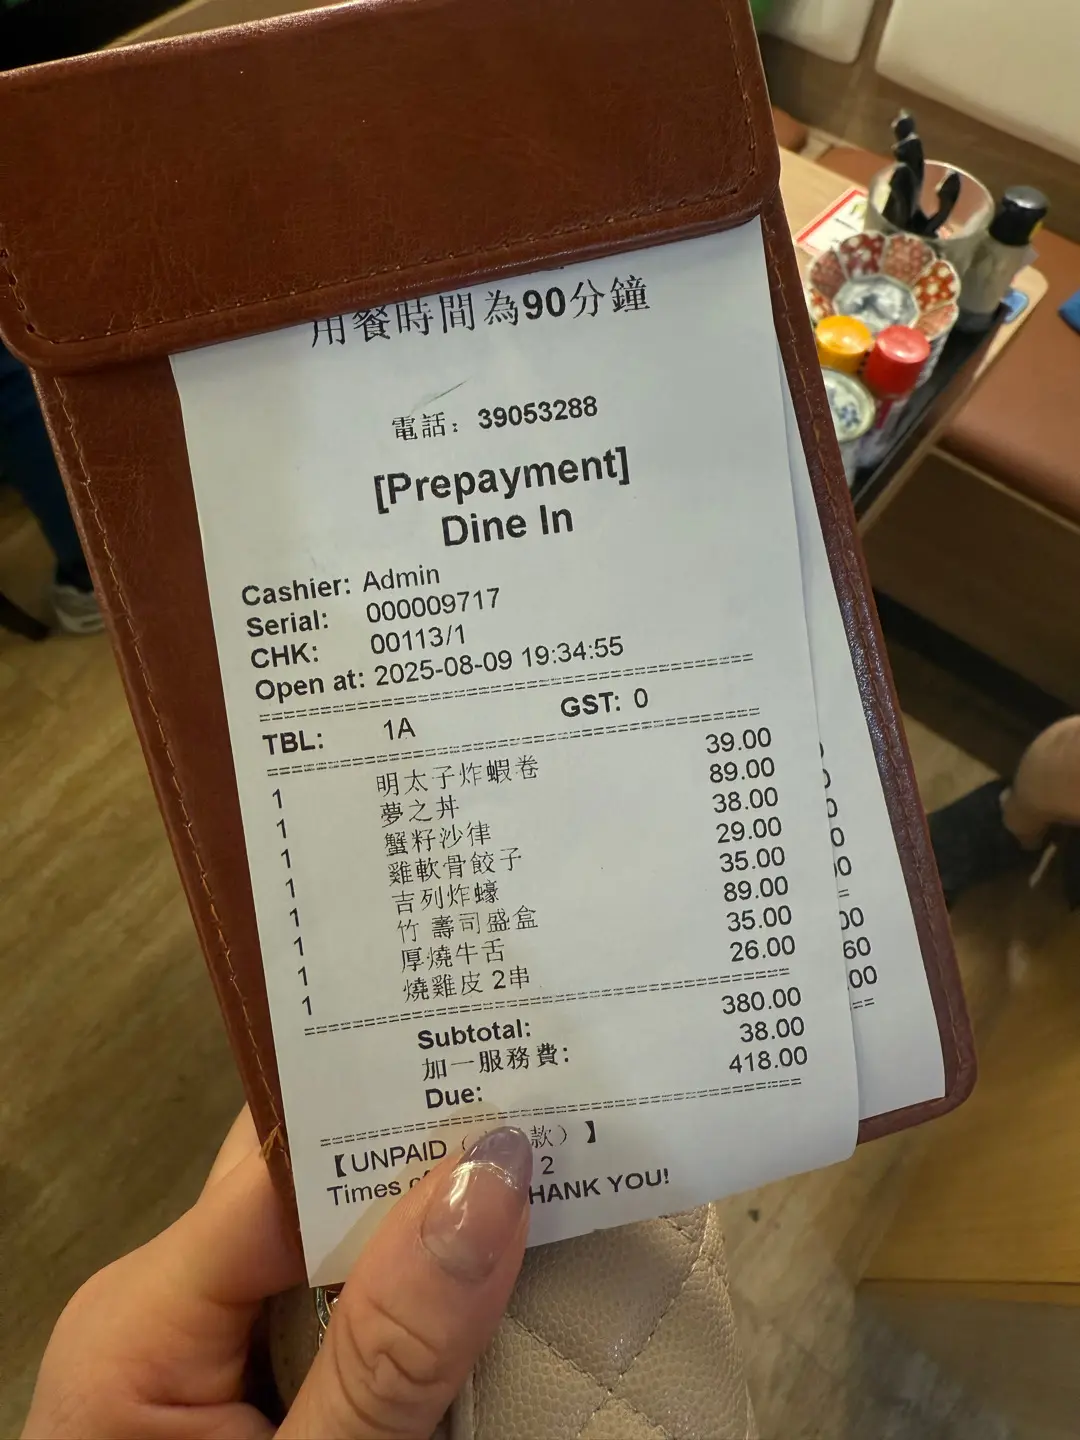 用餐時間為90分鐘
電話：39053288
[Prepayment]
Dine In
Cashier: Admin
Serial: 000009717
CHK: 00113/1
Open at: 2025-08-09 19:34:55
TBL: 1A GST: 0
1 明太子炸蝦卷 39.00
1 夢之丼 89.00
1 蟹籽沙律 38.00
1 雞軟骨餃子 29.00
1 吉列炸蠔 35.00
1 竹 壽司盛盒 89.00
1 厚燒牛舌 35.00
1 燒雞皮 2串 26.00
Subtotal: 380.00
加一服務費: 38.00
Due: 418.00
【UNPAID（ 款）】
Times 2
THANK YOU!